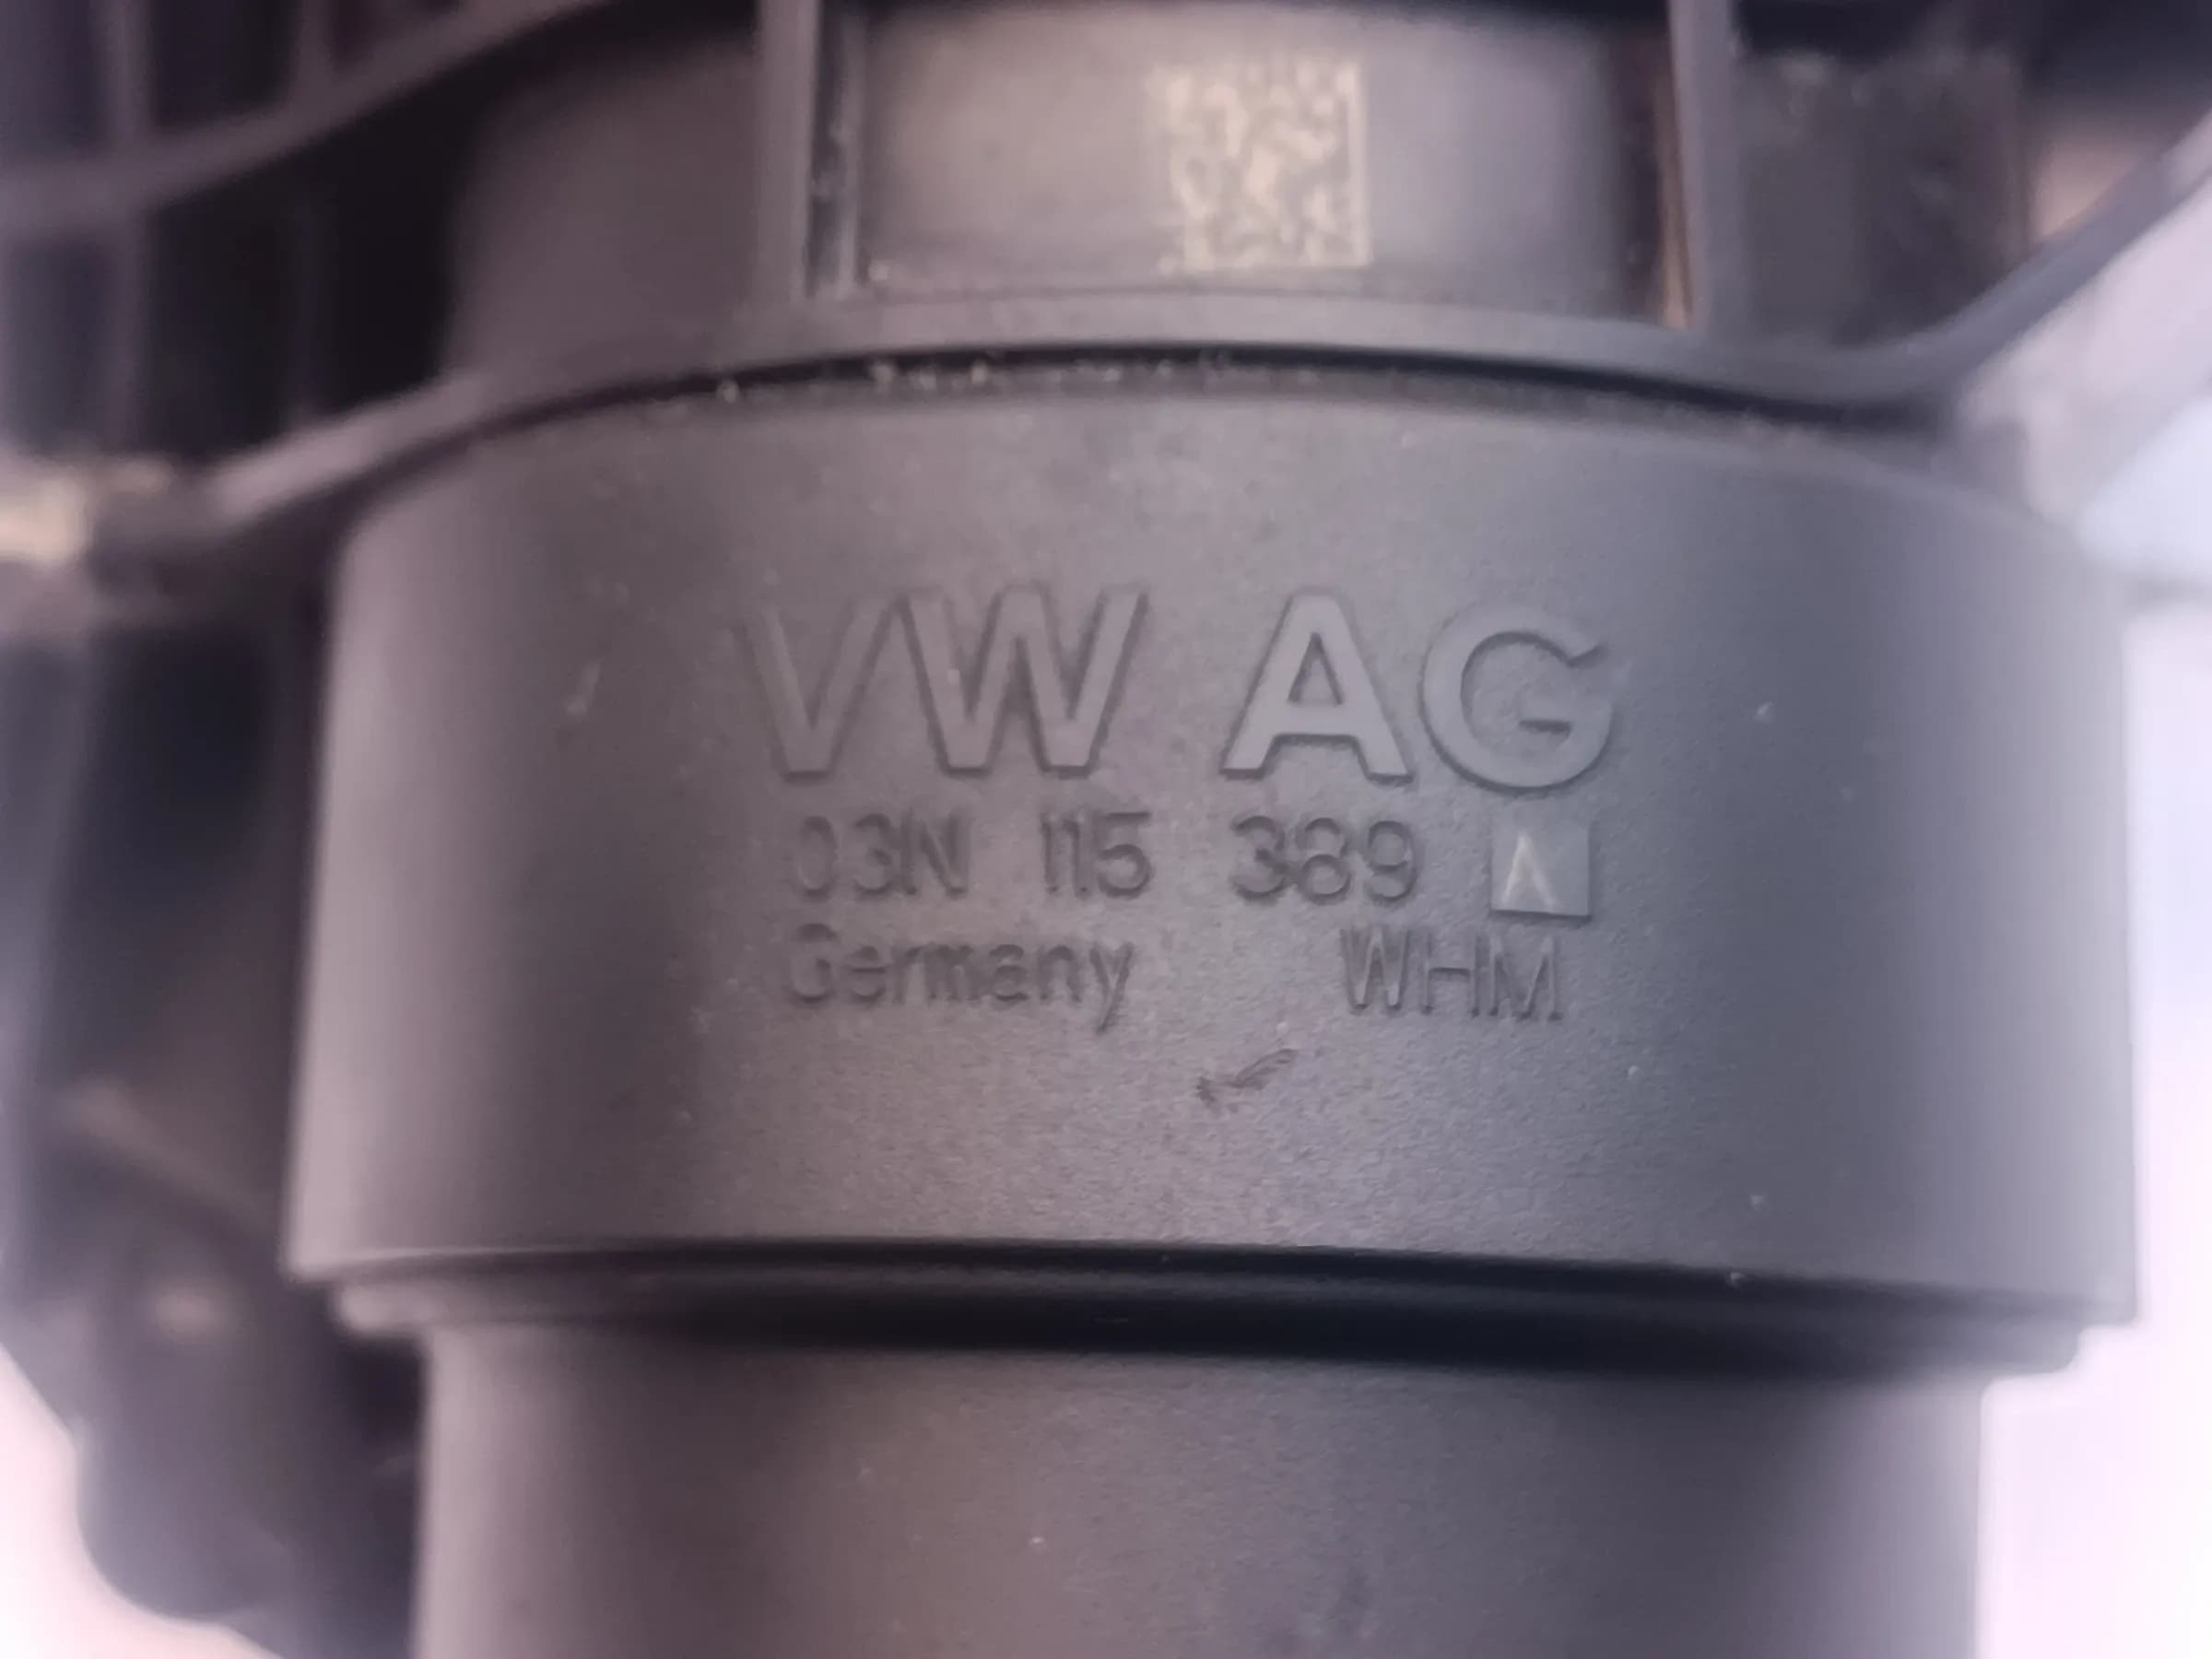 VW AG
03N 115 389 A
Germany WHM